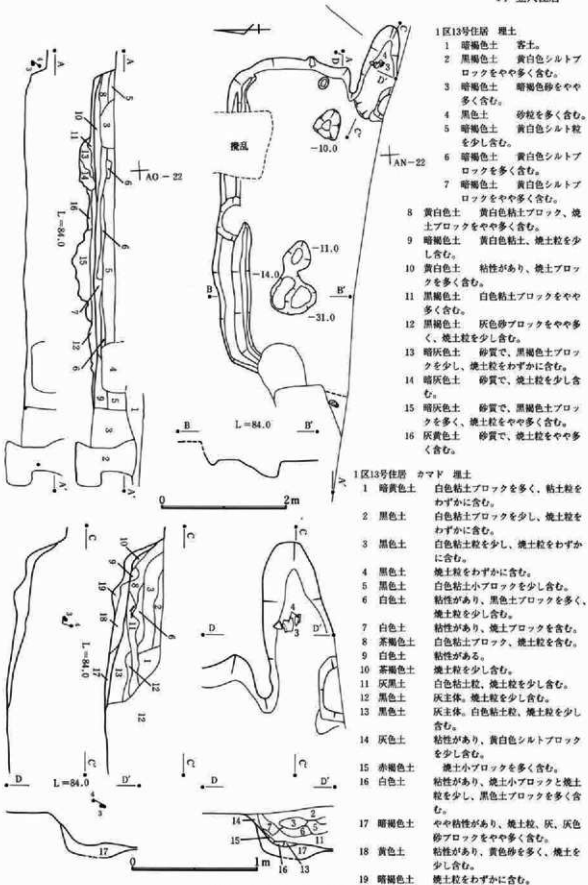 1区13号住居　埋土
1　暗褐色土　客土。
2　黒褐色土　黄白色シルトブ
ロックをやや多く含む。
3　暗褐色土　暗褐色砂をやや
多く含む。
4　黒色土　砂粒を多く含む。
5　暗褐色土　黄白色シルト粒
を少し含む。
6　暗褐色土　黄白色シルトブ
ロックを多く含む。
7　暗褐色土　黄白色シルトブ
ロックをやや多く含む。
8　黄白色土　黄白色粘土ブロック、焼
土ブロックをやや多く含む。
9　暗褐色土　黄白色粘土、焼土粒を少
し含む。
10　黄白色土　粘性があり、焼土ブロッ
クを多く含む。
11　黒褐色土　白色粘土ブロックをやや
多く含む。
12　黒褐色土　灰色砂ブロックをやや多
く、焼土粒を少し含む。
13　暗灰色土　砂質で、黒褐色土ブロッ
クを少し、焼土粒をわずかに含む。
14　暗灰色土　砂質で、焼土粒を少し含
む。
15　暗灰色土　砂質で、黒褐色土ブロッ
クを多く、焼土粒をやや多く含む。
16　灰黄色土　砂質で、焼土粒をやや多
く含む。
1区13号住居　カマド　埋土
1　暗黄色土　白色粘土ブロックを多く、粘土粒を
わずかに含む。
2　黒色土　白色粘土ブロックを少し、焼土粒を
わずかに含む。
3　黒色土　白色粘土粒を少し、焼土粒をわずか
に含む。
4　黒色土　焼土粒をわずかに含む。
5　黒色土　白色粘土小ブロックを少し含む。
6　白色土　粘性があり、黒色土ブロックを多く、
焼土粒を少し含む。
7　白色土　粘性があり、焼土ブロックを含む。
8　茶褐色土　白色粘土ブロック、焼土粒を含む。
9　白色土　粘性がある。
10　茶褐色土　焼土粒を少し含む。
11　灰黒土　白色粘土粒、焼土粒を少し含む。
12　黒色土　灰主体。焼土粒を少し含む。
13　黒色土　灰主体。白色粘土粒、焼土粒を少し
含む。
14　灰色土　粘性があり、黄白色シルトブロック
を少し含む。
15　赤褐色土　焼土小ブロックを多く含む。
16　白色土　粘性があり、焼土小ブロックと焼土
粒を少し、黒色土ブロックを多く含
む。
17　暗褐色土　やや粘性があり、焼土粒、灰、灰色
砂ブロックをやや多く含む。
18　黄色土　粘性があり、黄色砂を多く、焼土を
少し含む。
19　暗褐色土　焼土粒をわずかに含む。
撹乱
AO-22
AN-22
-10.0
-11.0
-14.0
-31.0
L=84.0
B　L=84.0　B'
0　2m
L=84.0
D　L=84.0　D'
0　1m